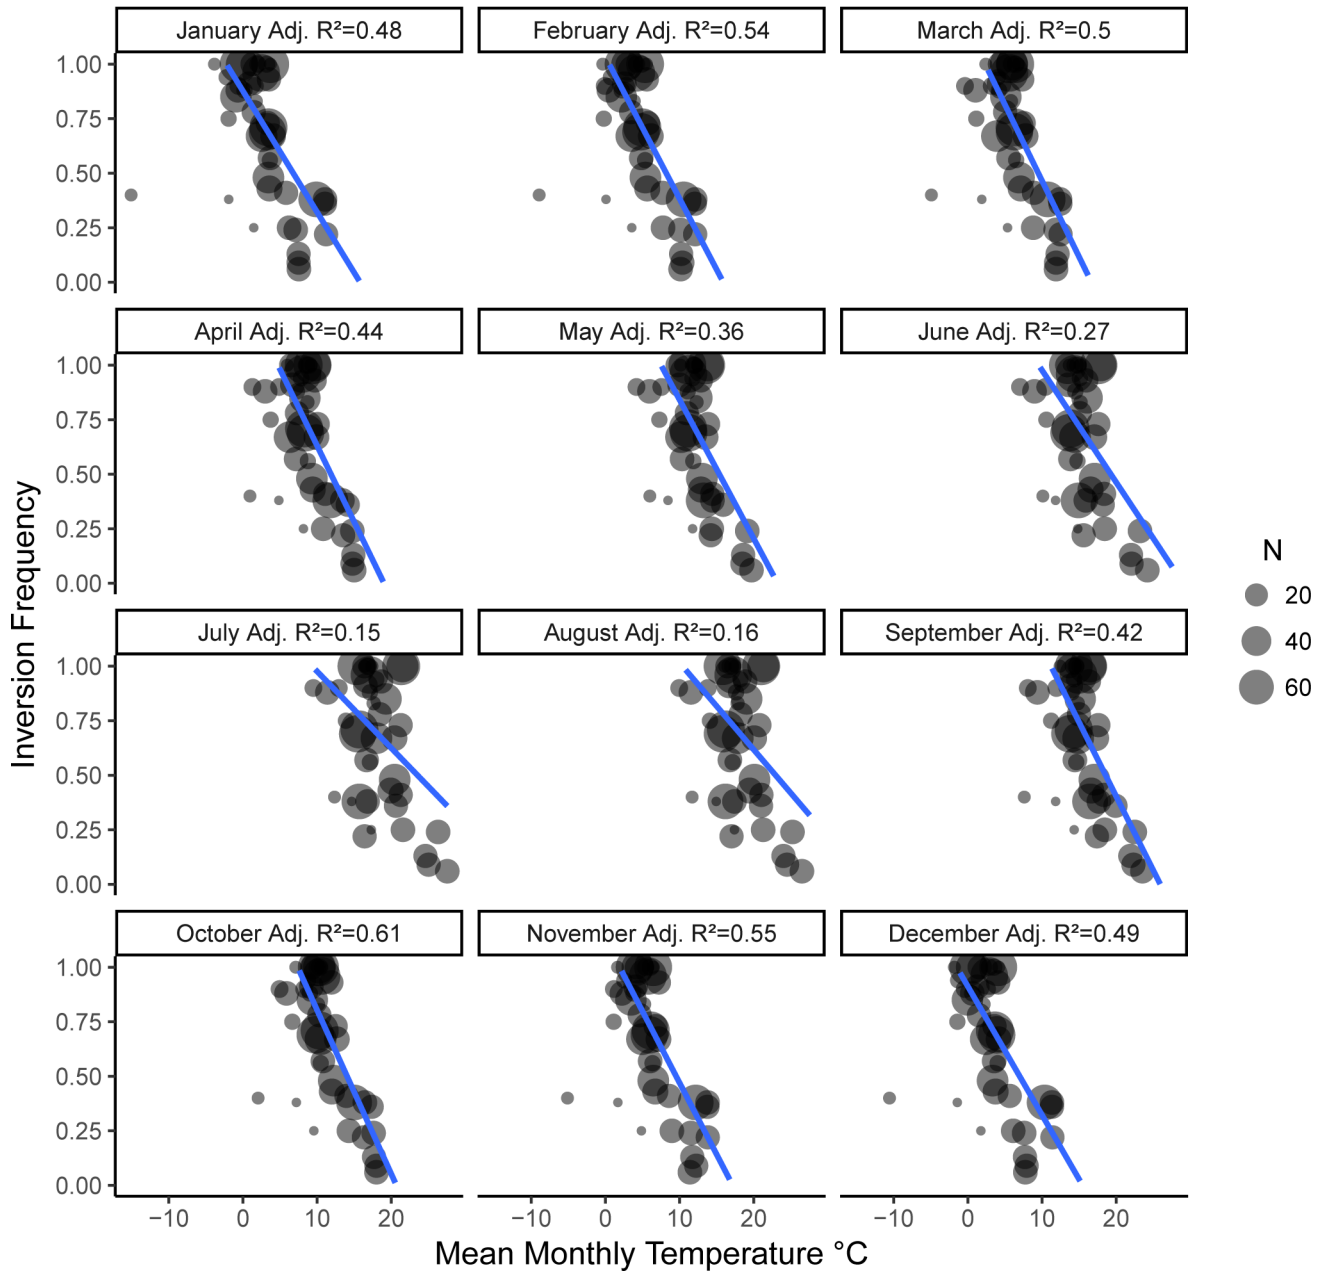 January Adj. R²=0.48
February Adj. R²=0.54
March Adj. R²=0.5
1.00
0.75
0.50
0.25
0.00
April Adj. R²=0.44
May Adj. R²=0.36
June Adj. R²=0.27
1.00
0.75
0.50
0.25
0.00
July Adj. R²=0.15
August Adj. R²=0.16
September Adj. R²=0.42
1.00
0.75
0.50
0.25
0.00
October Adj. R²=0.61
November Adj. R²=0.55
December Adj. R²=0.49
1.00
0.75
0.50
0.25
0.00
−10 0 10 20
−10 0 10 20
−10 0 10 20
Mean Monthly Temperature °C
Inversion Frequency
N
20
40
60